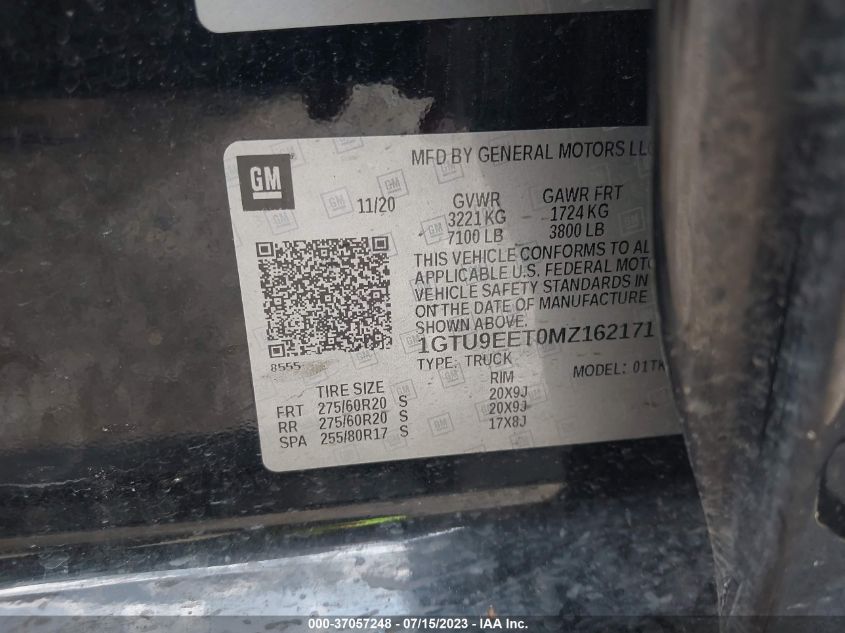 GM
MFD BY GENERAL MOTORS LLC
11/20
GVWR GAWR FRT
3221 KG 1724 KG
7100 LB 3800 LB
THIS VEHICLE CONFORMS TO AL
APPLICABLE U.S. FEDERAL MOTO
VEHICLE SAFETY STANDARDS IN
ON THE DATE OF MANUFACTURE
SHOWN ABOVE.
1GTU9EET0MZ162171
TYPE: TRUCK
8555
MODEL: 01TK
TIRE SIZE RIM
FRT 275/60R20 S 20X9J
RR 275/60R20 S 20X9J
SPA 255/80R17 S 17X8J
000-37057248 - 07/15/2023 - IAA Inc.